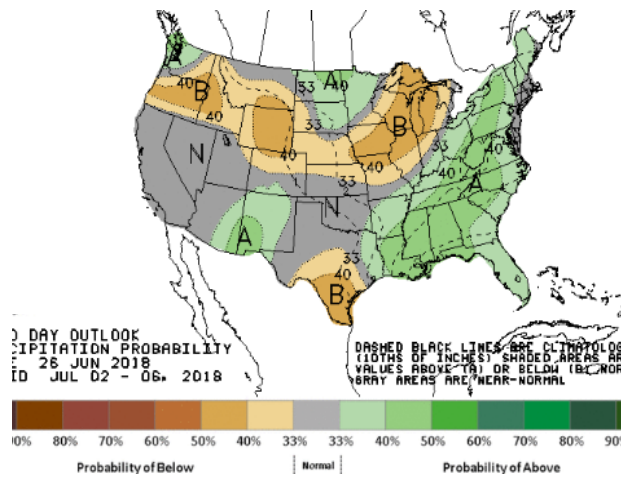 A
40
B
40
33
A
40
33
40
B
33
40
40
A
N
33
N
A
33
40
B
DAY OUTLOOK
CIPITATION PROBABILITY
26 JUN 2018
ID JUL 02 - 06, 2018
DASHED BLACK LINES ARE CLIMATOLOG
(10THS OF INCHES) SHADED AREAS AR
VALUES ABOVE (A) OR BELOW (B) NOR
GRAY AREAS ARE NEAR-NORMAL
80% 70% 60% 50% 40% 33% 33% 40% 50% 60% 70% 80% 90%
Probability of Below Normal Probability of Above